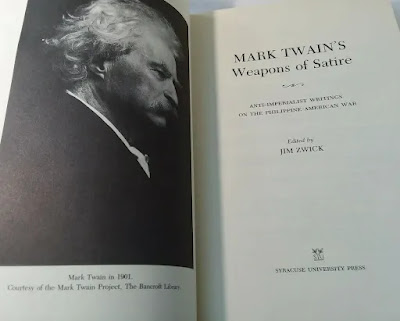 Mark Twain in 1901.
Courtesy of the Mark Twain Project, The Bancroft Library
MARK TWAIN'S
Weapons of Satire
ANTI-IMPERIALIST WRITINGS
ON THE PHILIPPINE-AMERICAN WAR
Edited by
JIM ZWICK
SYRACUSE UNIVERSITY PRESS